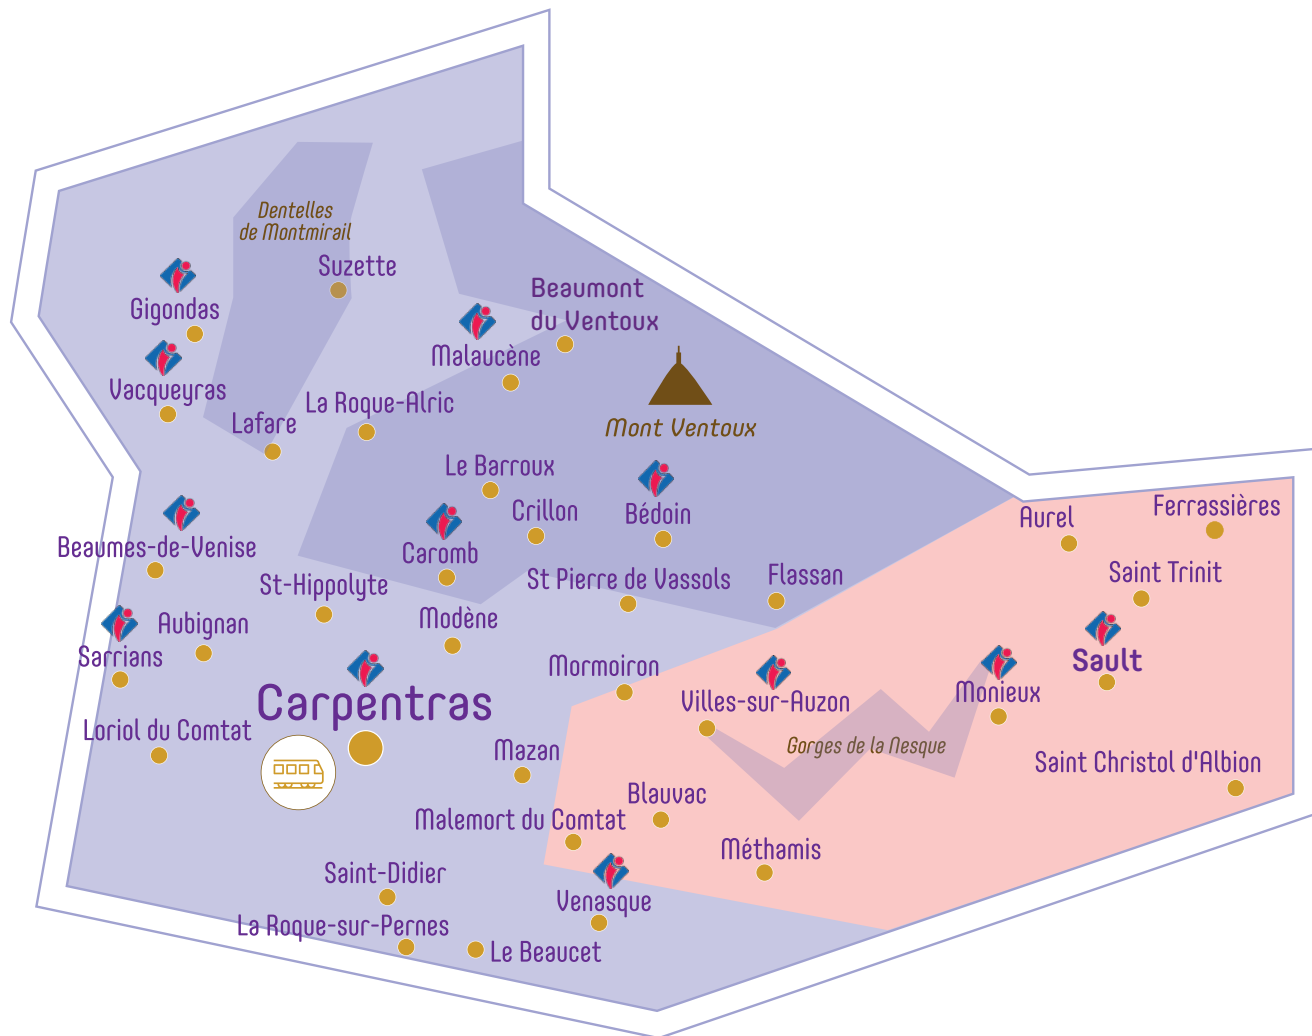 Dentelles
de Montmirail
Suzette
Gigondas
Beaumont
du Ventoux
Malaucène
Vacqueyras
La Roque-Alric
Lafare
Mont Ventoux
Le Barroux
Crillon
Bédoin
Aurel
Ferrassières
Beaumes-de-Venise
Caromb
St-Hippolyte
St Pierre de Vassols
Flassan
Saint Trinit
Aubignan
Modène
Sarrians
Mormoiron
Sault
Carpentras
Villes-sur-Auzon
Monieux
Loriol du Comtat
Mazan
Gorges de la Nesque
Saint Christol d'Albion
Blauvac
Malemort du Comtat
Méthamis
Saint-Didier
Venasque
La Roque-sur-Pernes
Le Beaucet